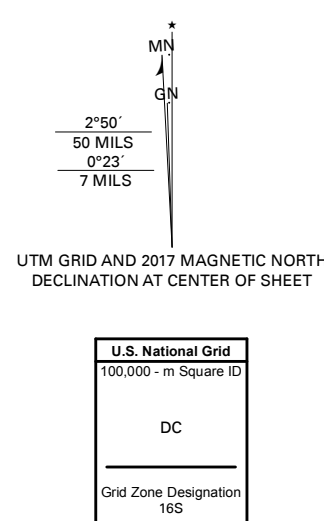 MN
GN
2°50´
50 MILS
0°23´
7 MILS
UTM GRID AND 2017 MAGNETIC NORTH
DECLINATION AT CENTER OF SHEET
U.S. National Grid
100,000 - m Square ID
DC
Grid Zone Designation
16S